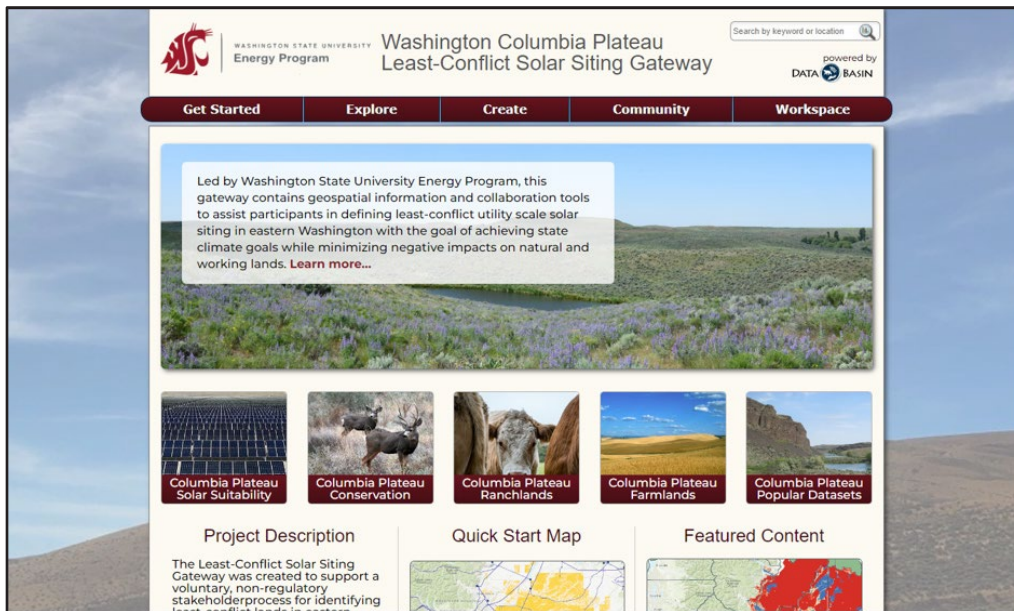 WASHINGTON STATE UNIVERSITY
Energy Program
Washington Columbia Plateau
Least-Conflict Solar Siting Gateway
Search by keyword or location
powered by
DATA BASIN
Get Started
Explore
Create
Community
Workspace
Led by Washington State University Energy Program, this
gateway contains geospatial information and collaboration tools
to assist participants in defining least-conflict utility scale solar
siting in eastern Washington with the goal of achieving state
climate goals while minimizing negative impacts on natural and
working lands. Learn more...
Columbia Plateau
Solar Suitability
Columbia Plateau
Conservation
Columbia Plateau
Ranchlands
Columbia Plateau
Farmlands
Columbia Plateau
Popular Datasets
Project Description
The Least-Conflict Solar Siting
Gateway was created to support a
voluntary, non-regulatory
stakeholderprocess for identifying
least-conflict lands in eastern
Quick Start Map
Featured Content